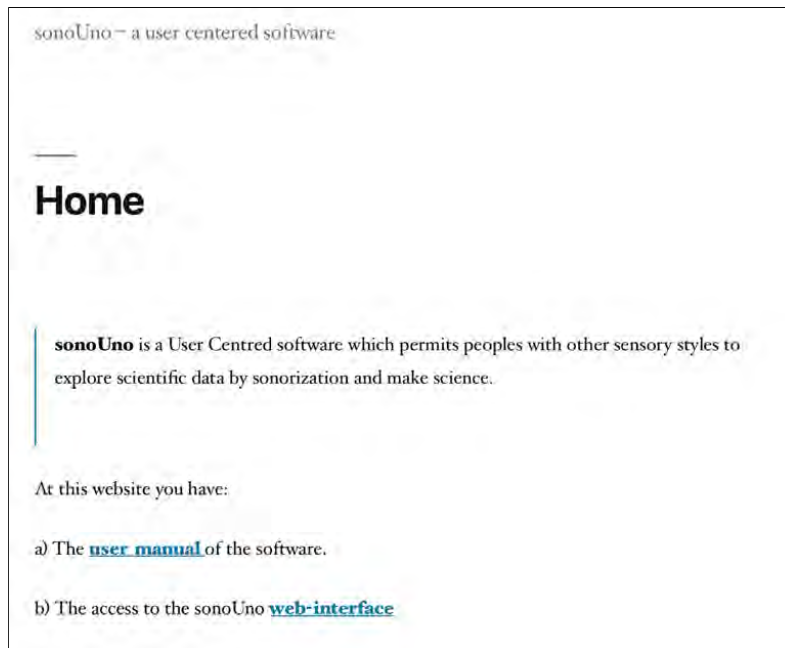 sonoUno – a user centered software
Home
sonoUno is a User Centred software which permits peoples with other sensory styles to
explore scientific data by sonorization and make science.
At this website you have:
a) The user manual of the software.
b) The access to the sonoUno web-interface